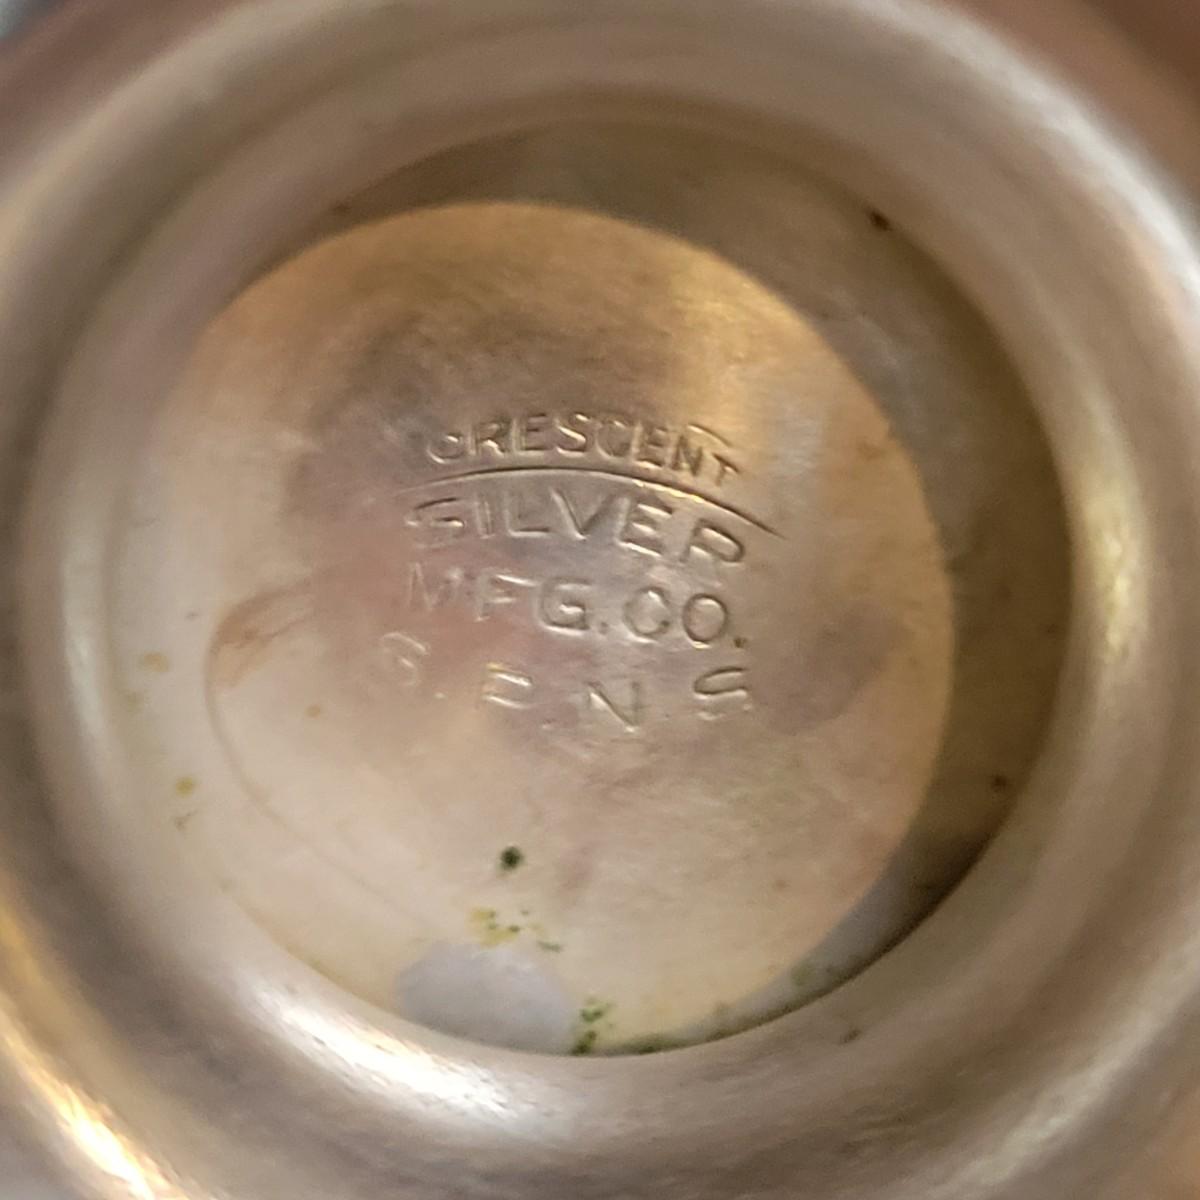 CRESCENT
SILVER
MFG.CO.
E. P. N. S